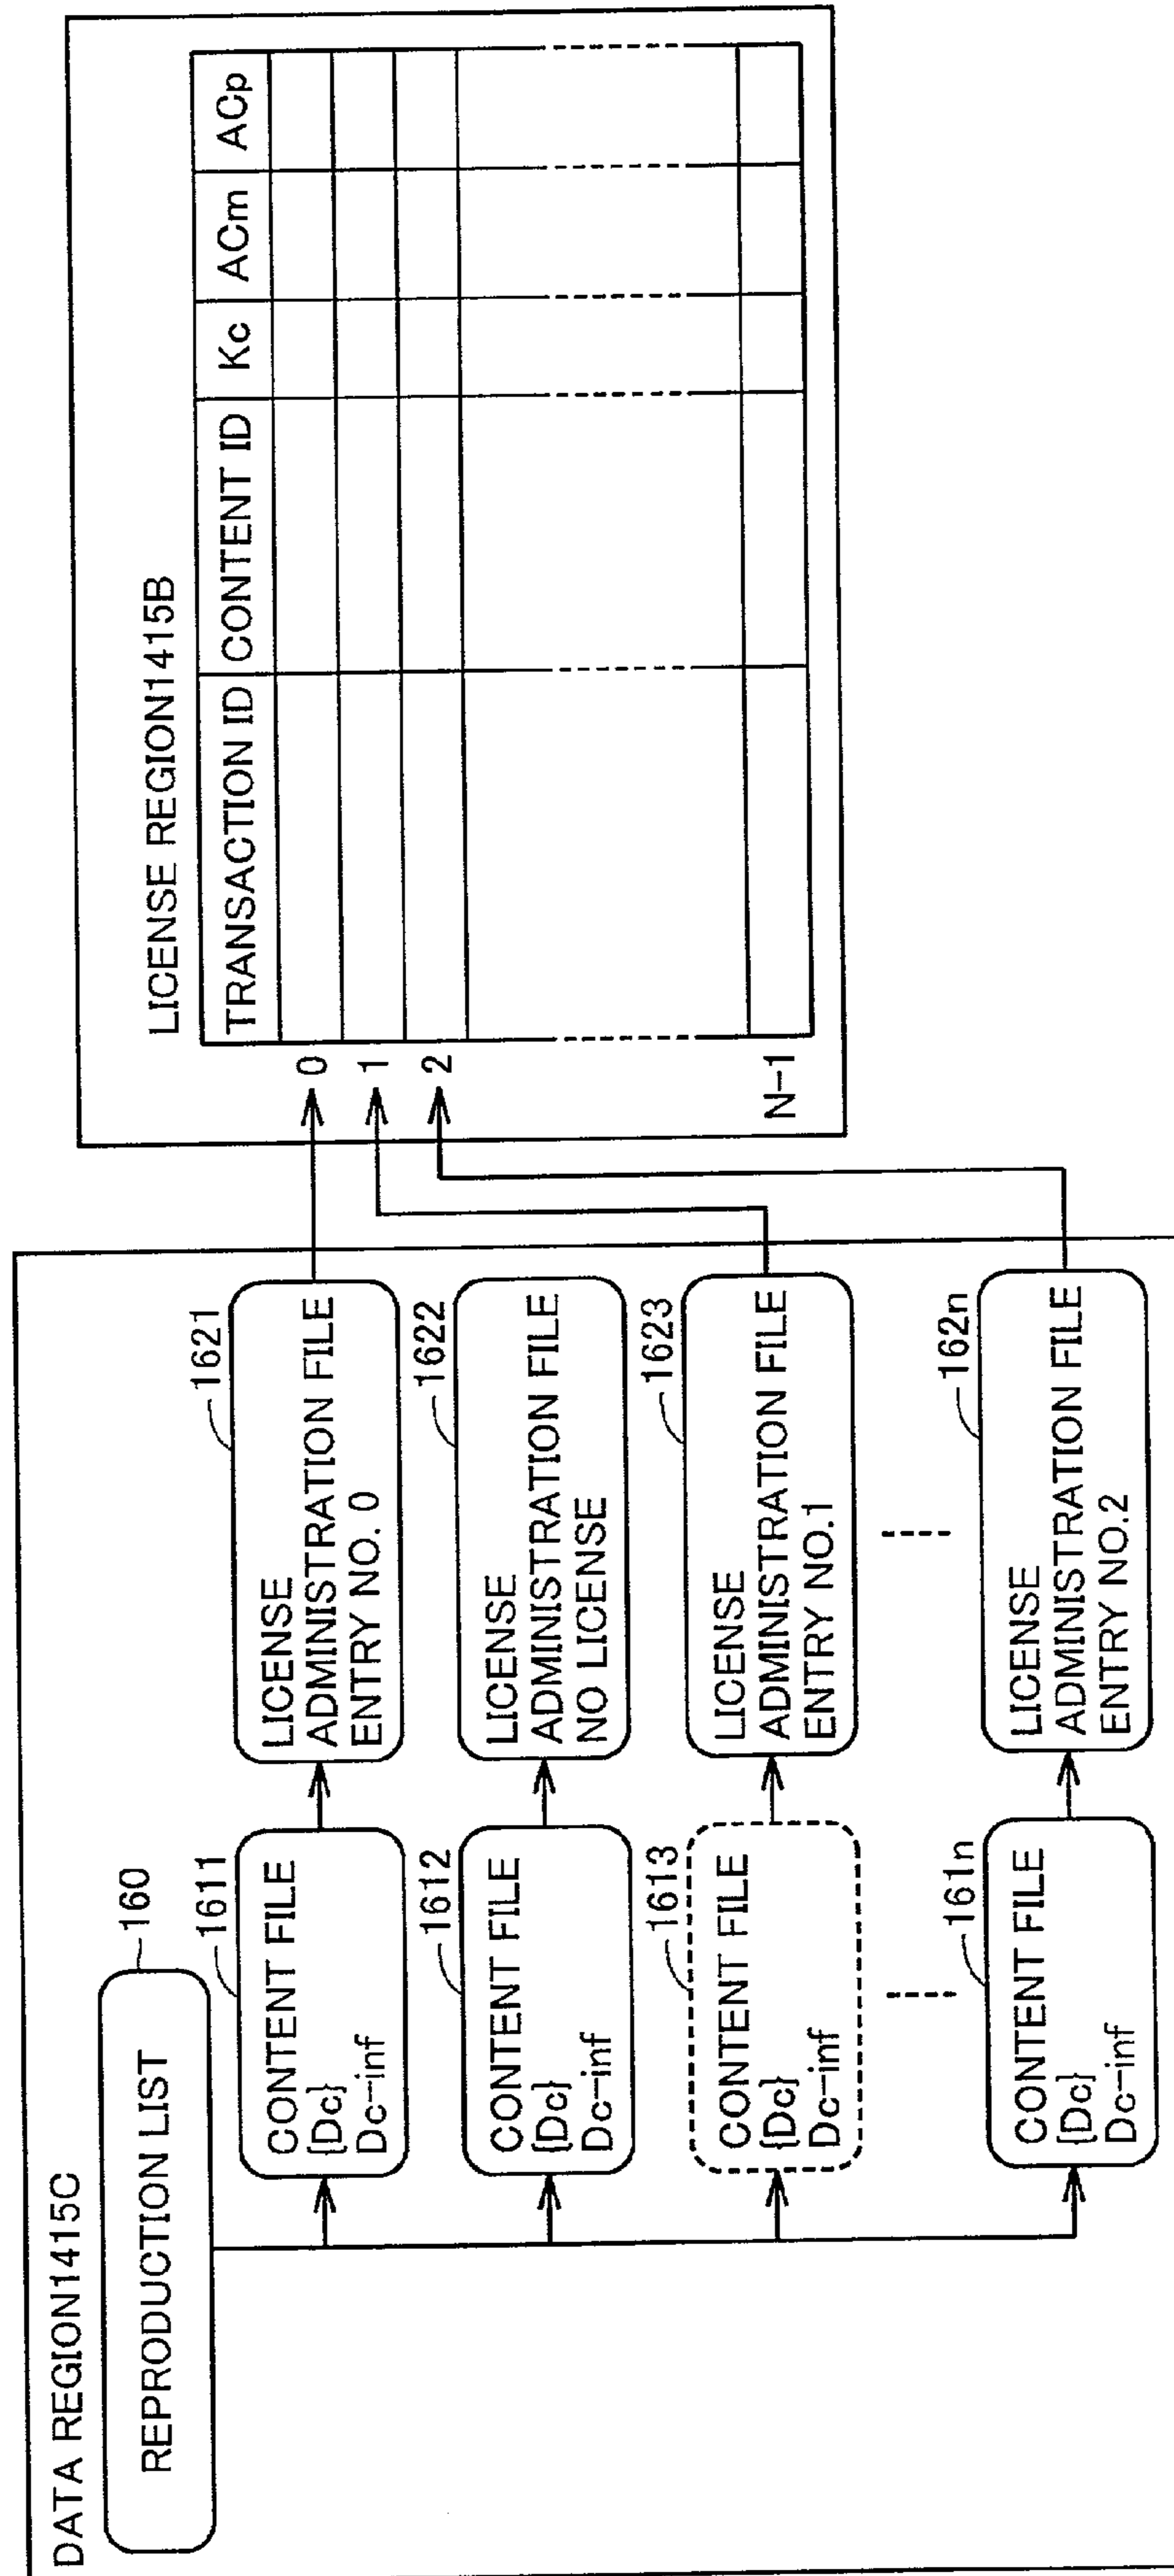 DATA REGION1415C
REPRODUCTION LIST
160
CONTENT FILE
{Dc}
Dc-inf
1611
LICENSE
ADMINISTRATION FILE
ENTRY NO. 0
1621
CONTENT FILE
{Dc}
Dc-inf
1612
LICENSE
ADMINISTRATION FILE
NO LICENSE
1622
CONTENT FILE
{Dc}
Dc-inf
1613
LICENSE
ADMINISTRATION FILE
ENTRY NO.1
1623
CONTENT FILE
{Dc}
Dc-inf
161n
LICENSE
ADMINISTRATION FILE
ENTRY NO.2
162n
LICENSE REGION1415B
TRANSACTION ID CONTENT ID Kc ACm ACp
0
1
2
N-1